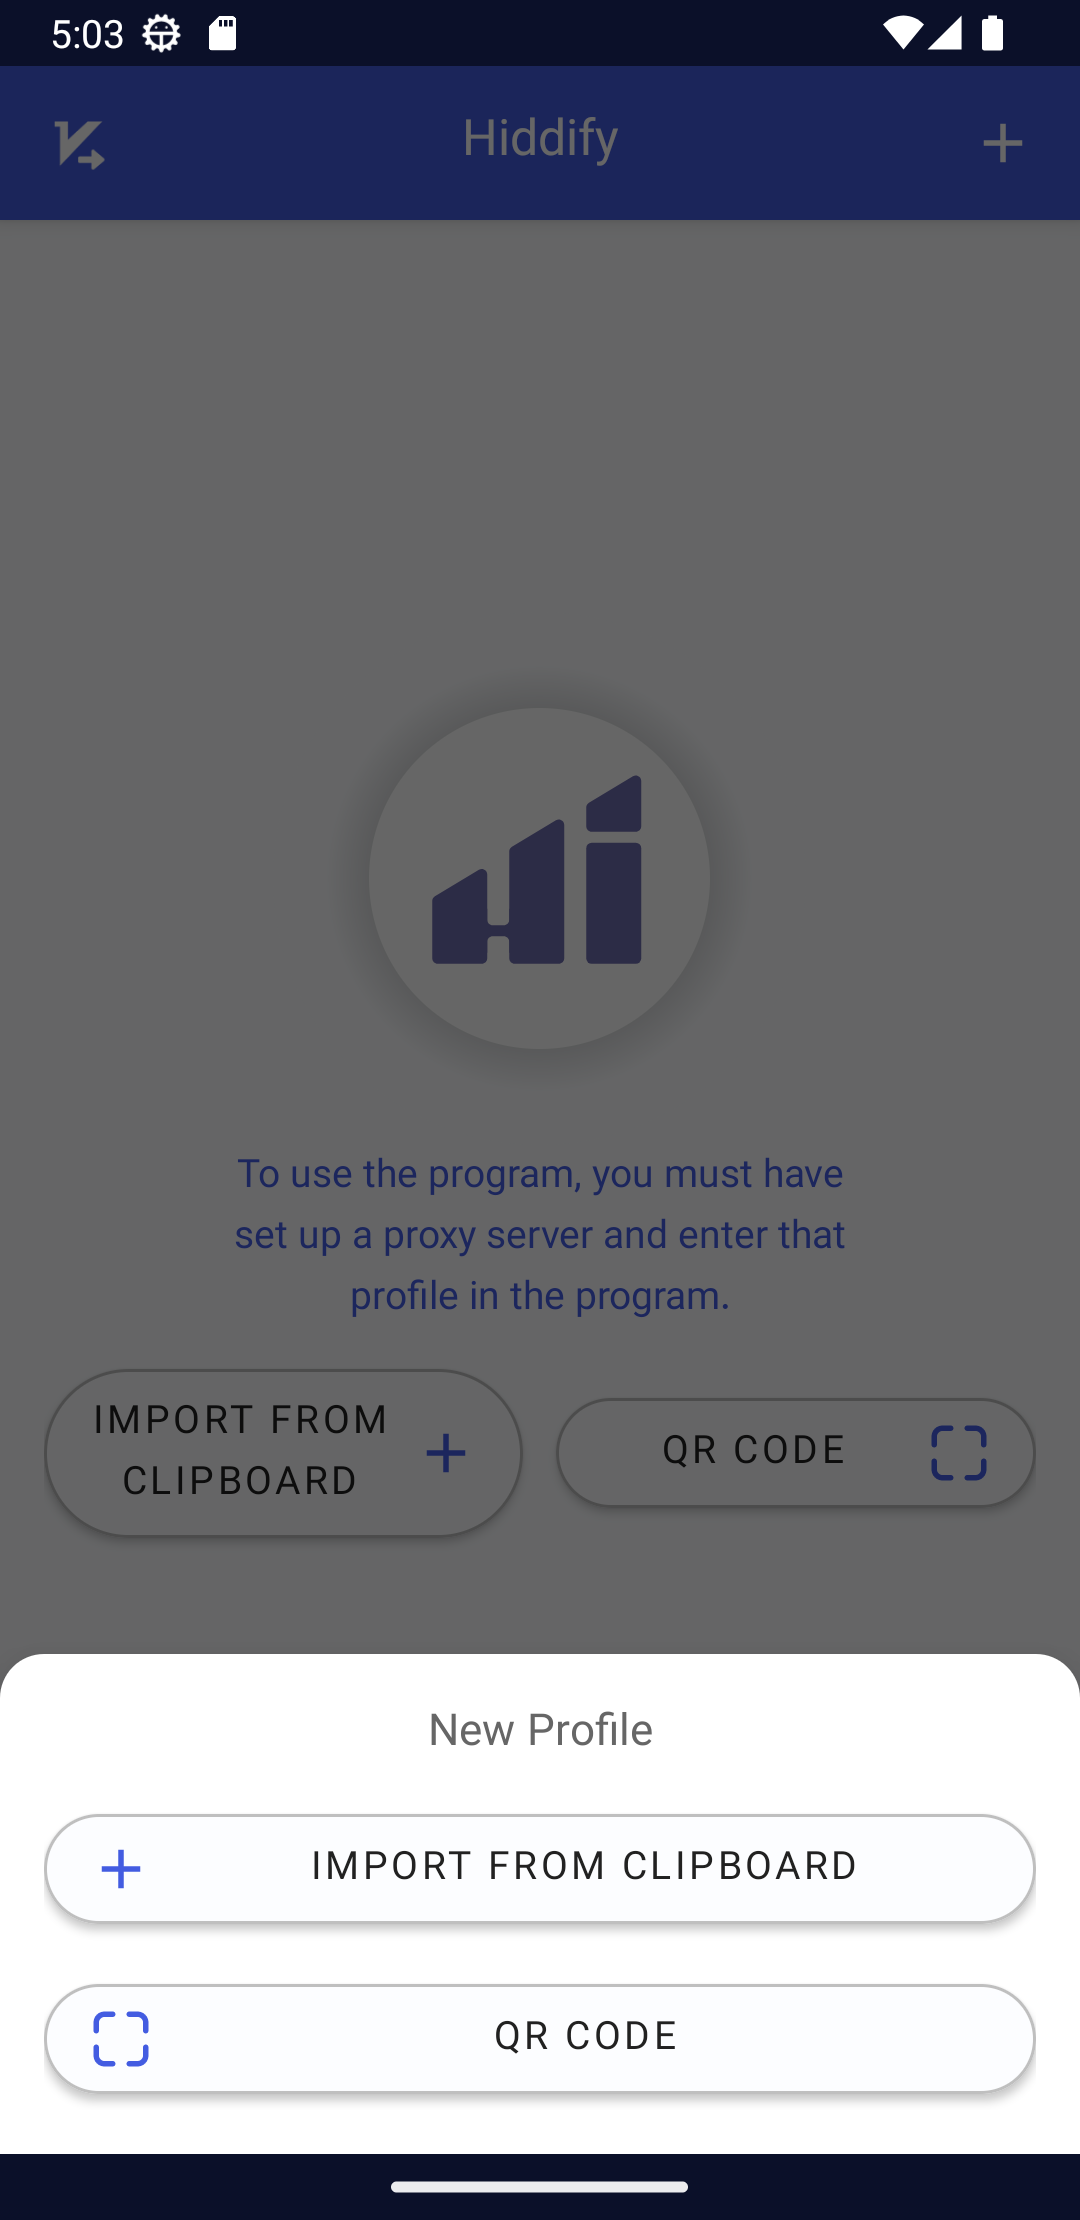 5:03
Hiddify
To use the program, you must have
set up a proxy server and enter that
profile in the program.
IMPORT FROM
CLIPBOARD
QR CODE
New Profile
IMPORT FROM CLIPBOARD
QR CODE